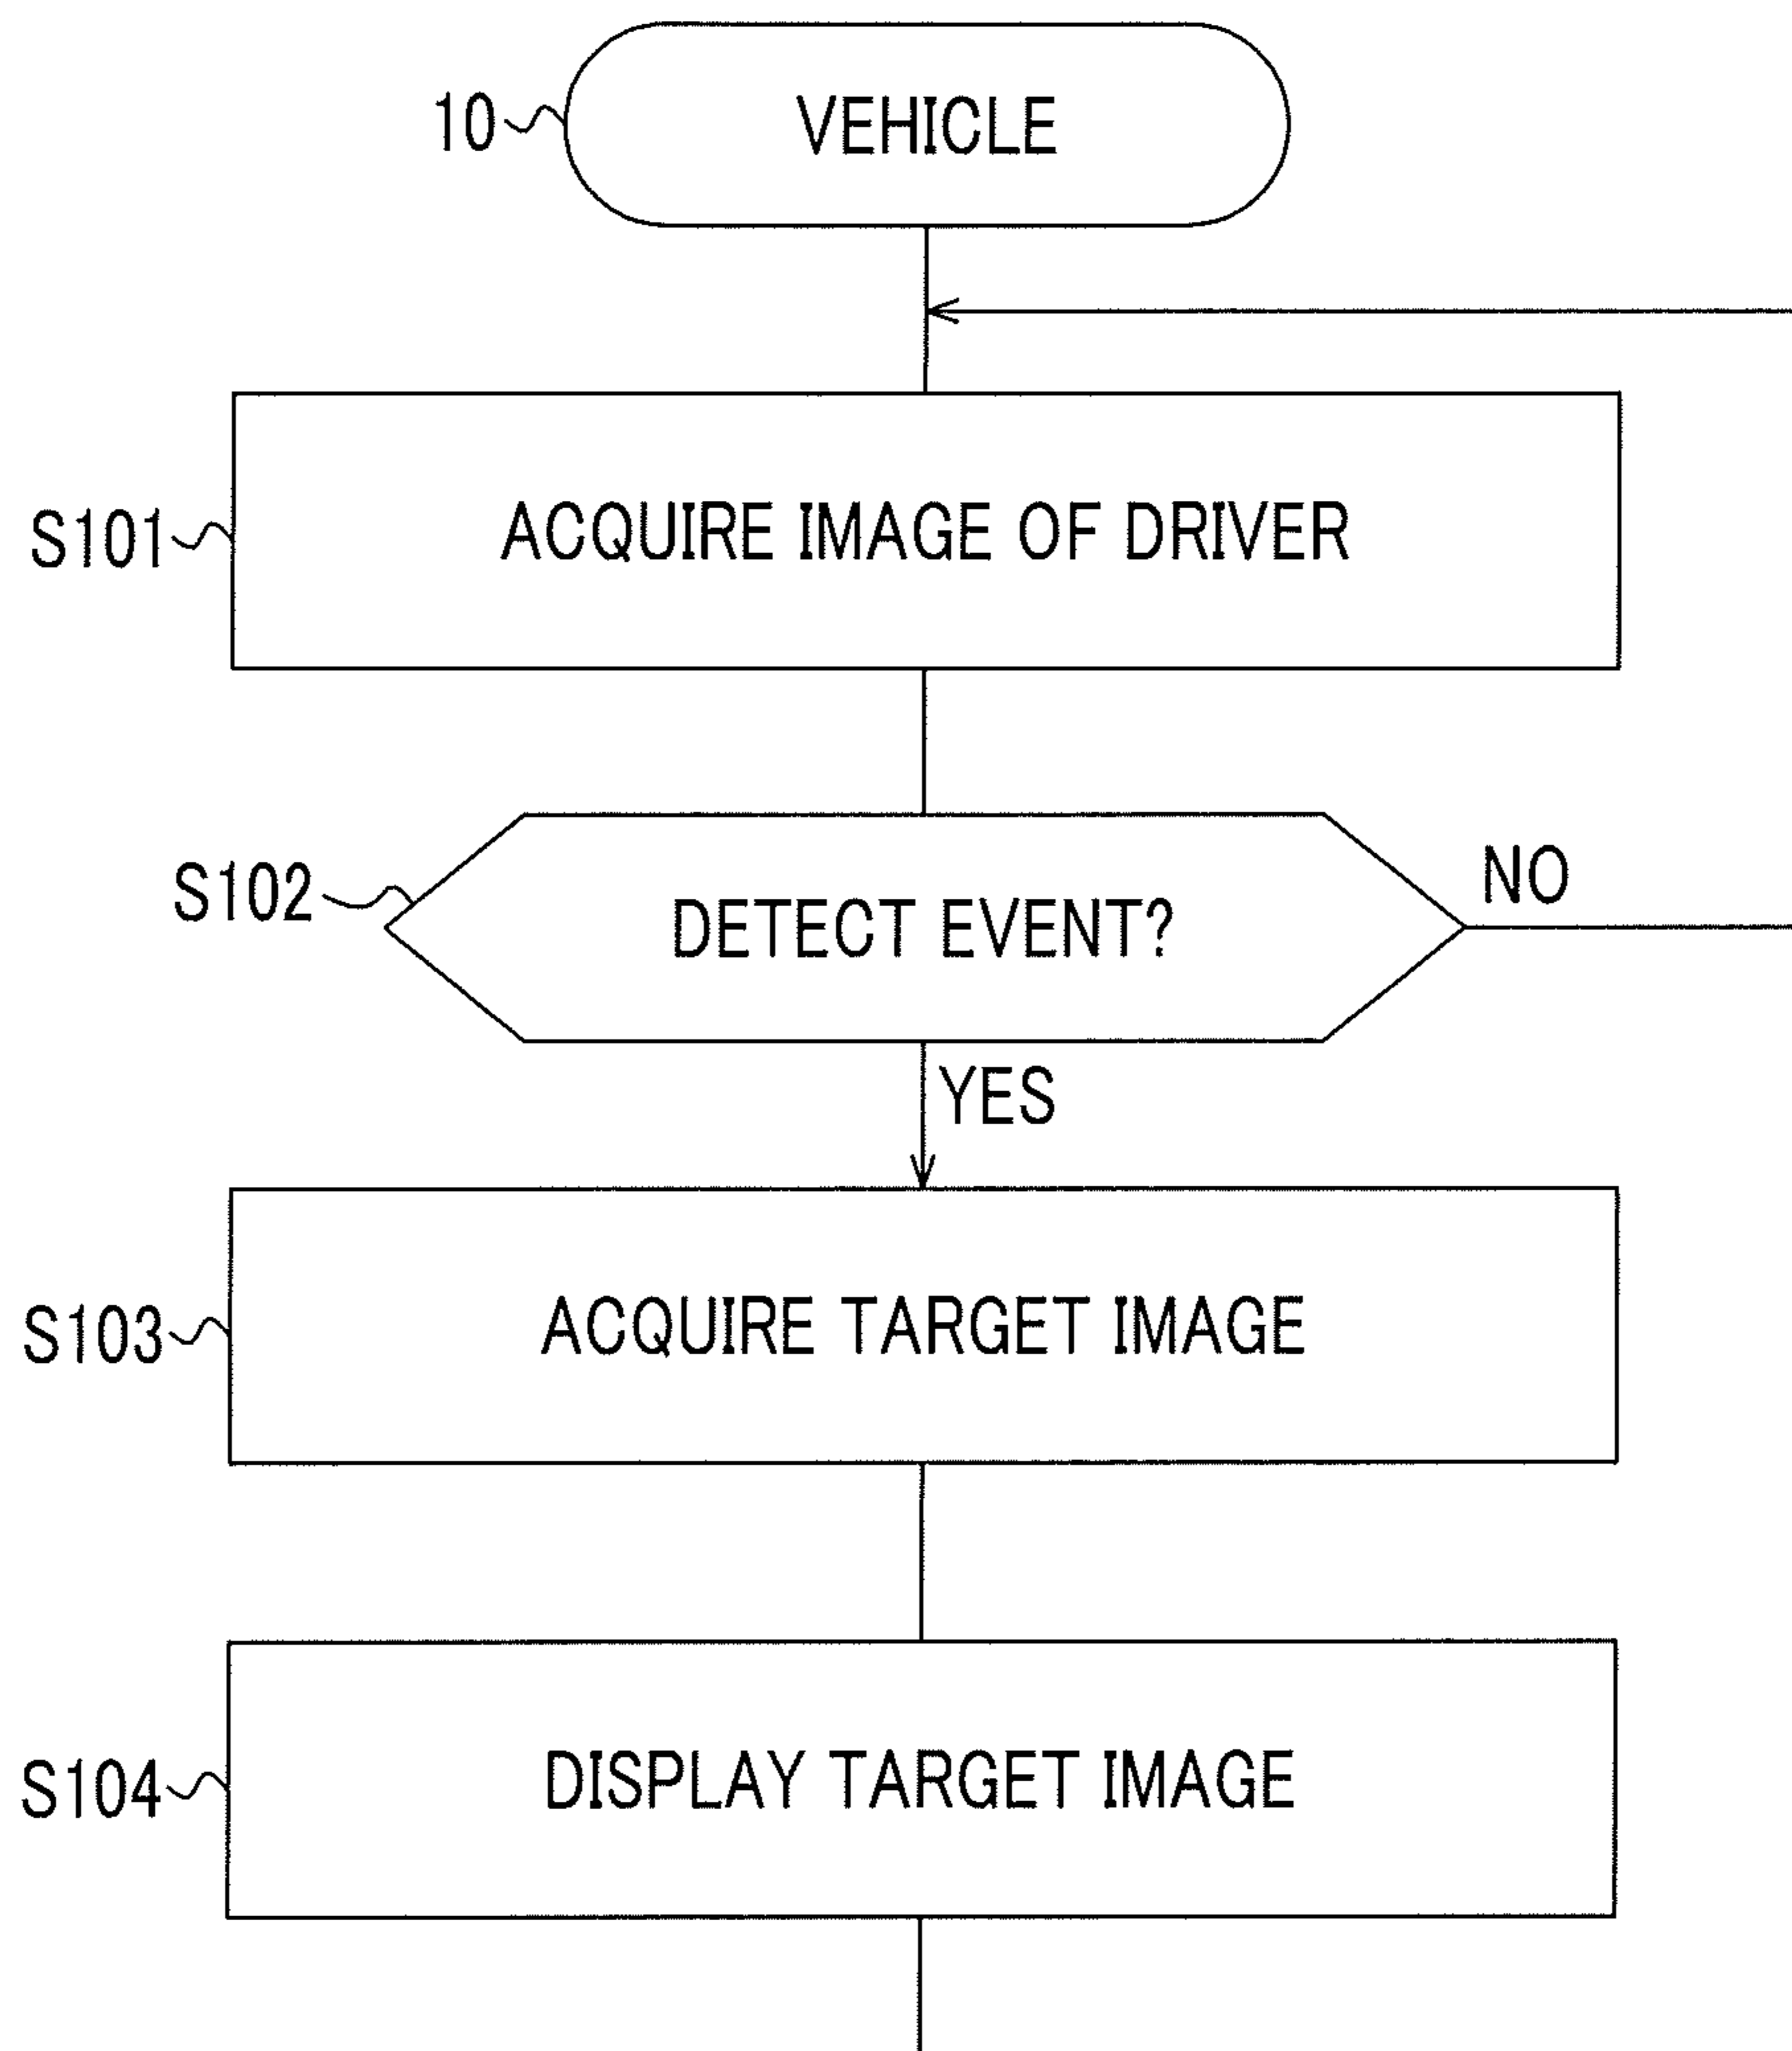 10
VEHICLE
S101
ACQUIRE IMAGE OF DRIVER
S102
DETECT EVENT?
NO
YES
S103
ACQUIRE TARGET IMAGE
S104
DISPLAY TARGET IMAGE